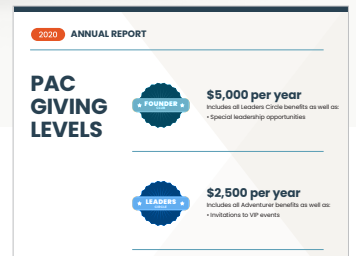 2020 ANNUAL REPORT
PAC
GIVING
LEVELS
FOUNDER
$5,000 per year
Includes all Leaders Circle benefits as well as:
• Special leadership opportunities
LEADERS
$2,500 per year
Includes all Adventurer benefits as well as:
• Invitations to VIP events